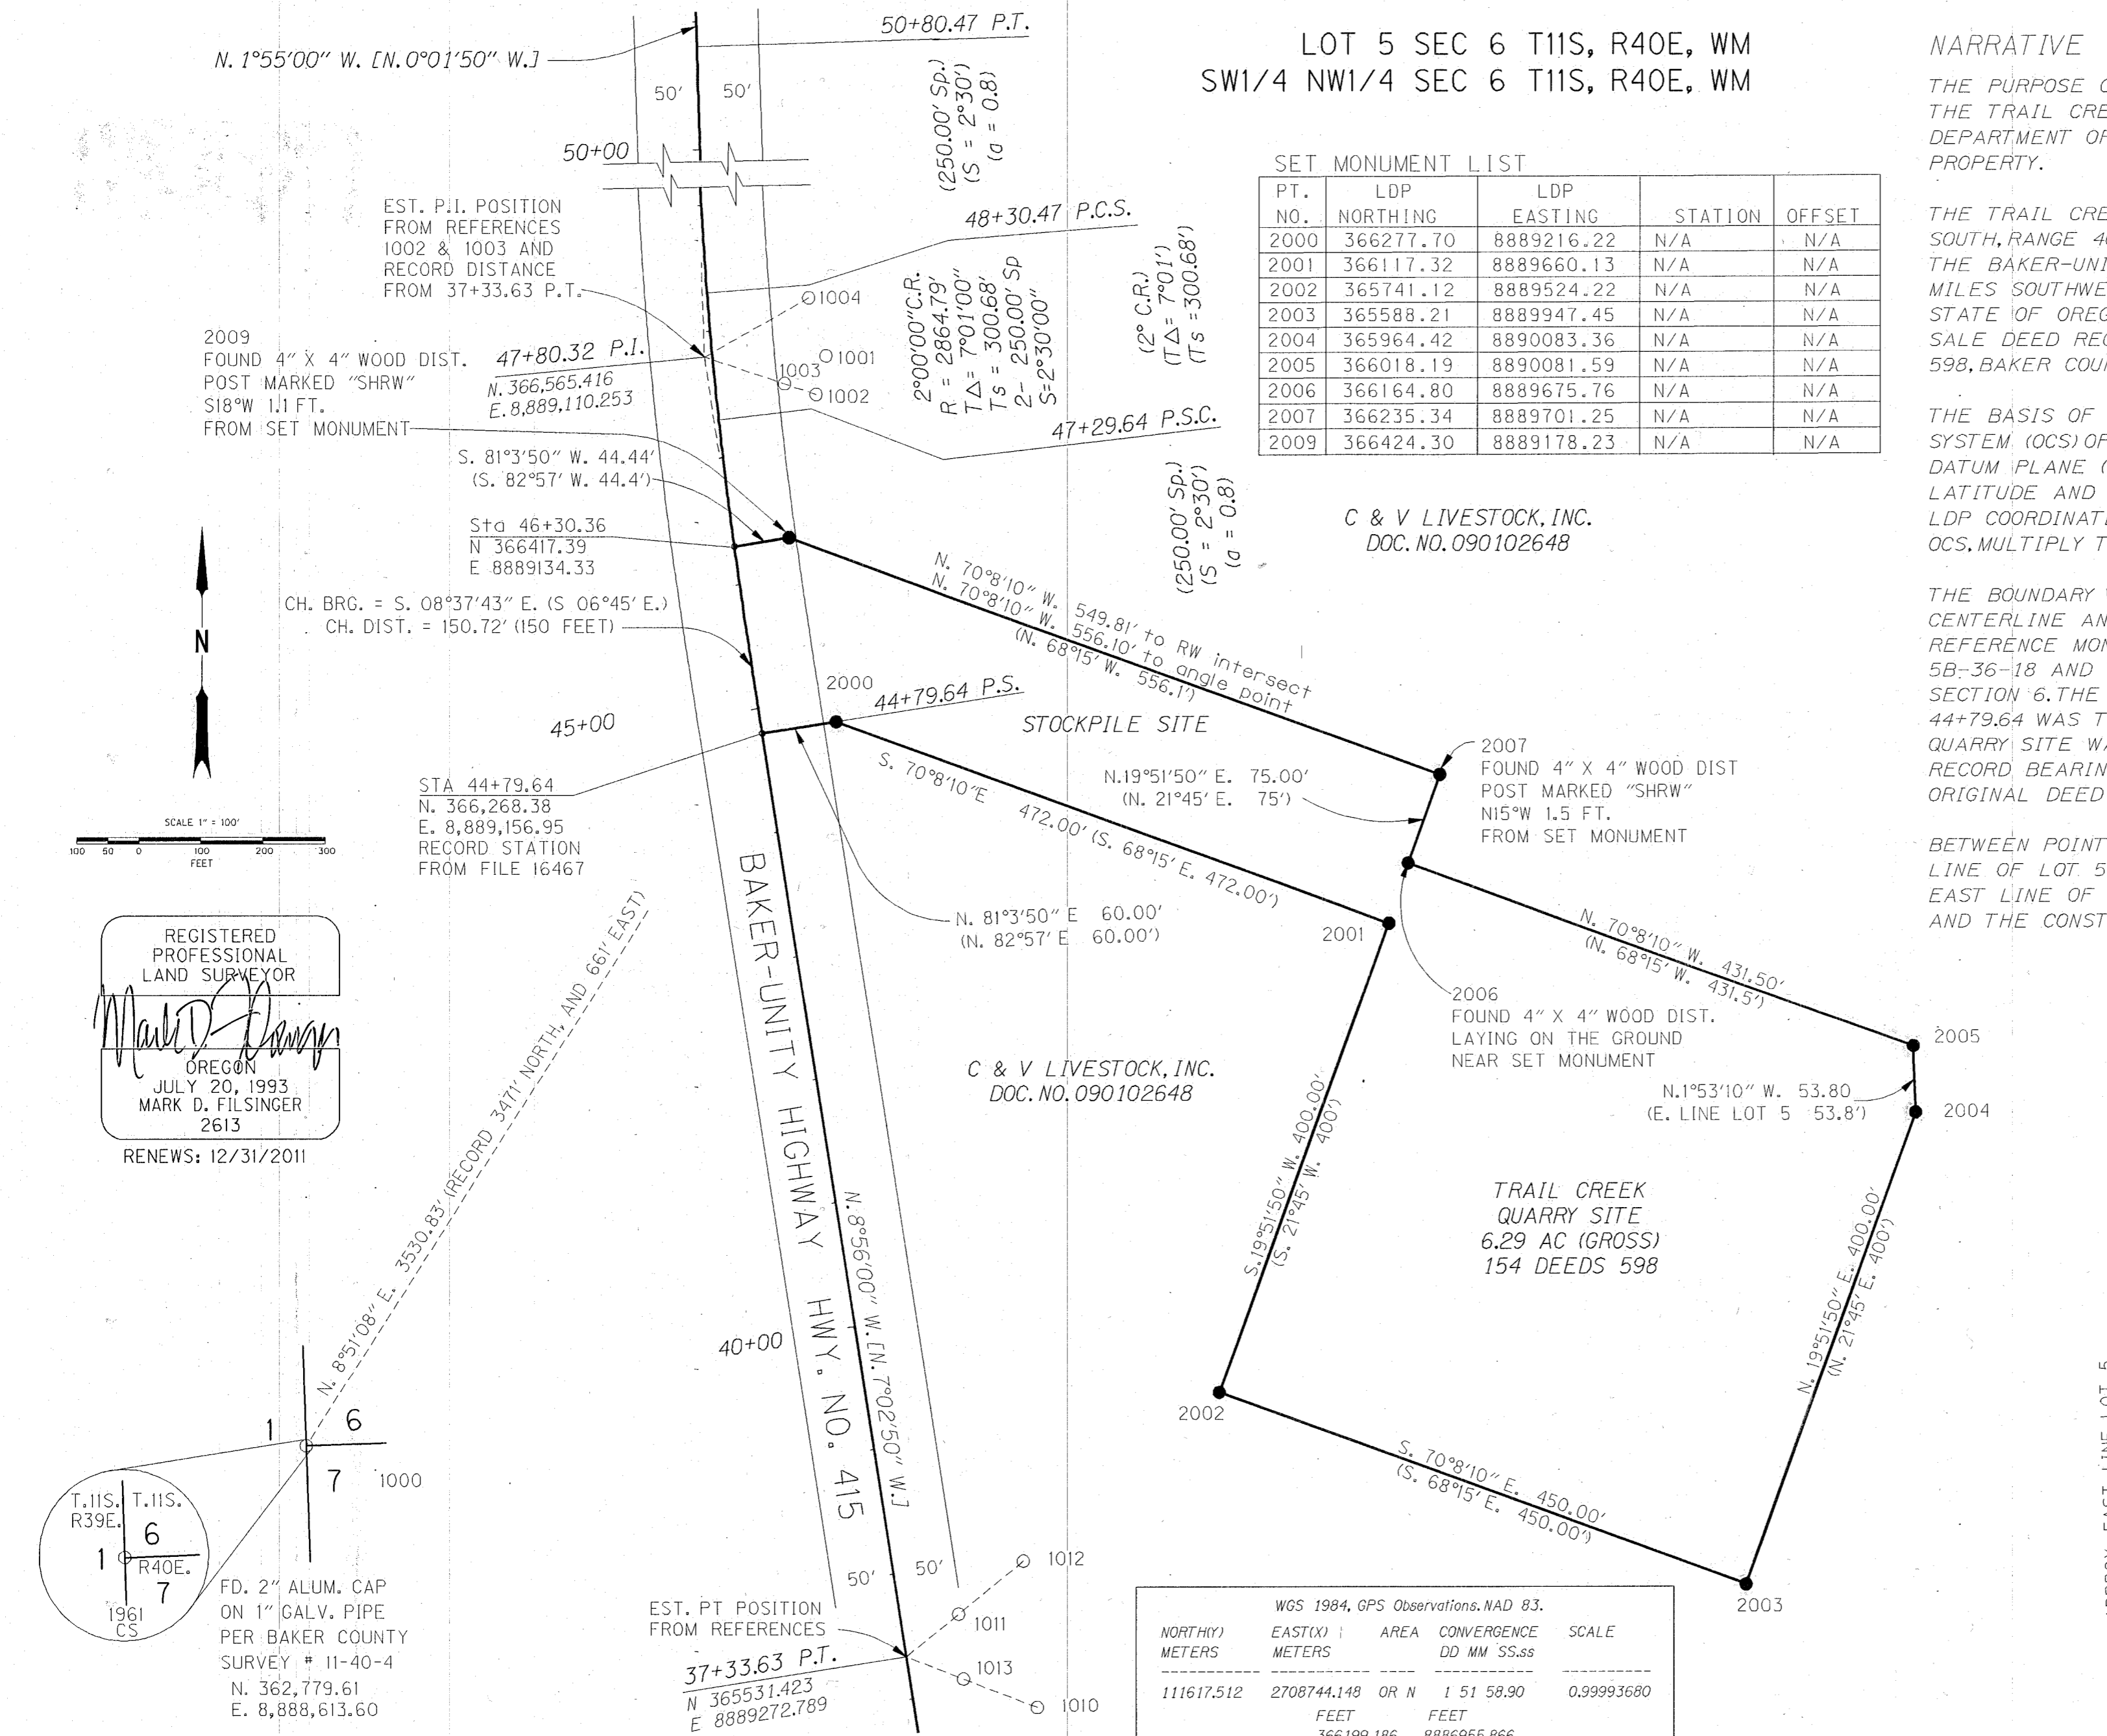 N. 1°55'00" W. [N. 0°01'50" W.]
50+80.47 P.T.
50'
50'
(250.00' Sp.)
(S = 2°30')
(a = 0.8)
50+00
LOT 5 SEC 6 T11S, R40E, WM
SW1/4 NW1/4 SEC 6 T11S, R40E, WM
SET MONUMENT LIST
PT. NO. LDP NORTHING LDP EASTING STATION OFFSET
2000 366277.70 8889216.22 N/A N/A
2001 366117.32 8889660.13 N/A N/A
2002 365741.12 8889524.22 N/A N/A
2003 365588.21 8889947.45 N/A N/A
2004 365964.42 8890083.36 N/A N/A
2005 366018.19 8890081.59 N/A N/A
2006 366164.80 8889675.76 N/A N/A
2007 366235.34 8889701.25 N/A N/A
2009 366424.30 8889178.23 N/A N/A
NARRATIVE
THE PURPOSE
THE TRAIL CRE
DEPARTMENT OF
PROPERTY.
THE TRAIL CRE
SOUTH, RANGE 4
THE BAKER-UNI
MILES SOUTHWE
STATE OF OREG
SALE DEED REC
598, BAKER COU
THE BASIS OF
SYSTEM (OCS) OF
DATUM PLANE (
LATITUDE AND
LDP COORDINAT
OCS, MULTIPLY T
THE BOUNDARY
CENTERLINE AN
REFERENCE MON
5B-36-18 AND
SECTION 6. THE
44+79.64 WAS T
QUARRY SITE WA
RECORD BEARIN
ORIGINAL DEED
BETWEEN POINT
LINE OF LOT 5
EAST LINE OF
AND THE CONST
EST. P.I. POSITION
FROM REFERENCES
1002 & 1003 AND
RECORD DISTANCE
FROM 37+33.63 P.T.
48+30.47 P.C.S.
1004
1001
1003
1002
2°00'00" C.R.
R = 2864.79'
T△= 7°01'00"
Ts = 300.68'
2- 250.00' Sp
S=2°30'00"
(2° C.R.)
(T△= 7°01')
(Ts =300.68')
47+80.32 P.I.
N. 366,565.416
E. 8,889,110.253
2009
FOUND 4" X 4" WOOD DIST.
POST MARKED "SHRW"
S18°W 1.1 FT.
FROM SET MONUMENT
47+29.64 P.S.C.
(250.00' Sp.)
(S = 2°30')
(a = 0.8)
S. 81°3'50" W. 44.44'
(S. 82°57' W. 44.4')
Sta 46+30.36
N 366417.39
E 8889134.33
CH. BRG. = S. 08°37'43" E. (S 06°45' E.)
CH. DIST. = 150.72' (150 FEET)
C & V LIVESTOCK, INC.
DOC. NO. 090102648
N. 70°8'10" W. 549.81' to RW intersect
N. 70°8'10" W. 556.10' to angle point
(N. 68°15' W. 556.1')
N
SCALE 1" = 100'
100 50 0 100 200 300
FEET
45+00
2000
44+79.64 P.S.
STOCKPILE SITE
STA 44+79.64
N. 366,268.38
E. 8,889,156.95
RECORD STATION
FROM FILE 16467
S. 70°8'10"E 472.00' (S. 68°15' E. 472.00')
N.19°51'50" E. 75.00'
(N. 21°45' E. 75')
2007
FOUND 4" X 4" WOOD DIST
POST MARKED "SHRW"
N15°W 1.5 FT.
FROM SET MONUMENT
N. 81°3'50" E 60.00'
(N. 82°57' E 60.00')
2001
N. 70°8'10" W. 431.50'
(N. 68°15' W. 431.5')
2006
FOUND 4" X 4" WOOD DIST.
LAYING ON THE GROUND
NEAR SET MONUMENT
2005
N.1°53'10" W. 53.80
(E. LINE LOT 5 53.8')
2004
REGISTERED
PROFESSIONAL
LAND SURVEYOR
OREGON
JULY 20, 1993
MARK D. FILSINGER
2613
RENEWS: 12/31/2011
C & V LIVESTOCK, INC.
DOC. NO. 090102648
BAKER-UNITY HIGHWAY HWY. NO. 415
N. 8°56'00" W. [N. 7°02'50" W.]
40+00
N. 8°51'08" E. 3530.83' (RECORD 3471' NORTH, AND 661' EAST)
S.19°51'50" W. 400.00'
(S. 21°45' W. 400')
TRAIL CREEK
QUARRY SITE
6.29 AC (GROSS)
154 DEEDS 598
N. 19°51'50" E. 400.00'
(N. 21°45' E. 400')
2002
S. 70°8'10" E. 450.00'
(S. 68°15' E. 450.00')
2003
1
6
7
1000
T.11S.
R39E.
T.11S.
6
1
R40E.
7
1961
CS
FD. 2" ALUM. CAP
ON 1" GALV. PIPE
PER BAKER COUNTY
SURVEY # 11-40-4
N. 362,779.61
E. 8,888,613.60
50'
50'
EST. PT POSITION
FROM REFERENCES
37+33.63 P.T.
N 365531.423
E 8889272.789
1012
1011
1013
1010
WGS 1984, GPS Observations. NAD 83.
NORTH(Y) EAST(X) AREA CONVERGENCE SCALE
METERS METERS DD MM SS.ss
111617.512 2708744.148 OR N 1 51 58.90 0.99993680
FEET FEET
366199.186 8886955.866
EAST LINE LOT 5